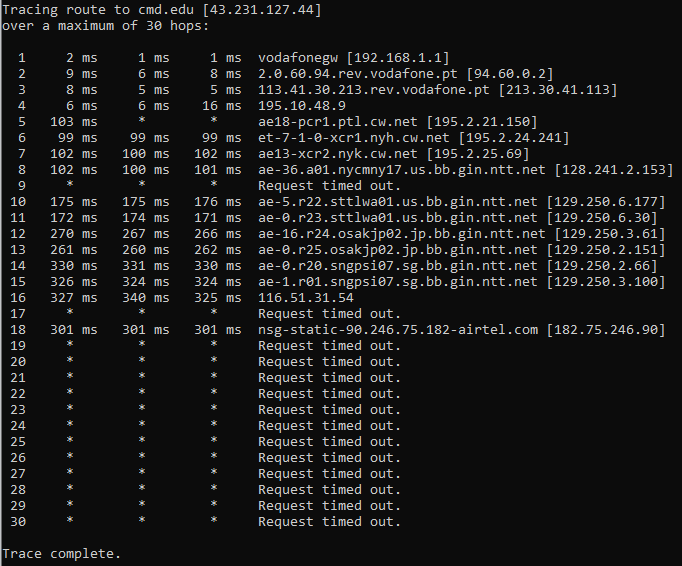 Tracing route to cmd.edu [43.231.127.44]
over a maximum of 30 hops:
1 2 ms 1 ms 1 ms vodafonegw [192.168.1.1]
2 9 ms 6 ms 8 ms 2.0.60.94.rev.vodafone.pt [94.60.0.2]
3 8 ms 5 ms 5 ms 113.41.30.213.rev.vodafone.pt [213.30.41.113]
4 6 ms 6 ms 16 ms 195.10.48.9
5 103 ms * * ae18-pcr1.ptl.cw.net [195.2.21.150]
6 99 ms 99 ms 99 ms et-7-1-0-xcr1.nyh.cw.net [195.2.24.241]
7 102 ms 100 ms 102 ms ae13-xcr2.nyk.cw.net [195.2.25.69]
8 102 ms 100 ms 101 ms ae-36.a01.nycmny17.us.bb.gin.ntt.net [128.241.2.153]
9 * * * Request timed out.
10 175 ms 175 ms 176 ms ae-5.r22.sttlwa01.us.bb.gin.ntt.net [129.250.6.177]
11 172 ms 174 ms 171 ms ae-0.r23.sttlwa01.us.bb.gin.ntt.net [129.250.6.30]
12 270 ms 267 ms 266 ms ae-16.r24.osakjp02.jp.bb.gin.ntt.net [129.250.3.61]
13 261 ms 260 ms 262 ms ae-0.r25.osakjp02.jp.bb.gin.ntt.net [129.250.2.151]
14 330 ms 331 ms 330 ms ae-0.r20.sngpsi07.sg.bb.gin.ntt.net [129.250.2.66]
15 326 ms 324 ms 324 ms ae-1.r01.sngpsi07.sg.bb.gin.ntt.net [129.250.3.100]
16 327 ms 340 ms 325 ms 116.51.31.54
17 * * * Request timed out.
18 301 ms 301 ms 301 ms nsg-static-90.246.75.182-airtel.com [182.75.246.90]
19 * * * Request timed out.
20 * * * Request timed out.
21 * * * Request timed out.
22 * * * Request timed out.
23 * * * Request timed out.
24 * * * Request timed out.
25 * * * Request timed out.
26 * * * Request timed out.
27 * * * Request timed out.
28 * * * Request timed out.
29 * * * Request timed out.
30 * * * Request timed out.
Trace complete.